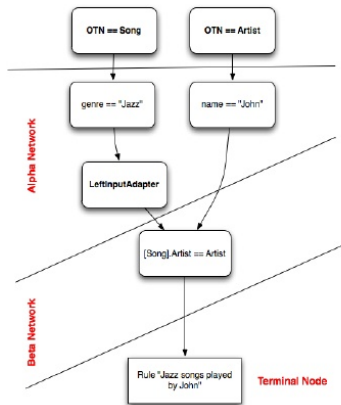 OTN == Song
OTN == Artist
genre == "Jazz"
name == "John"
Alpha Network
LeftInputAdapter
[Song].Artist == Artist
Beta Network
Rule "Jazz songs played
by John"
Terminal Node